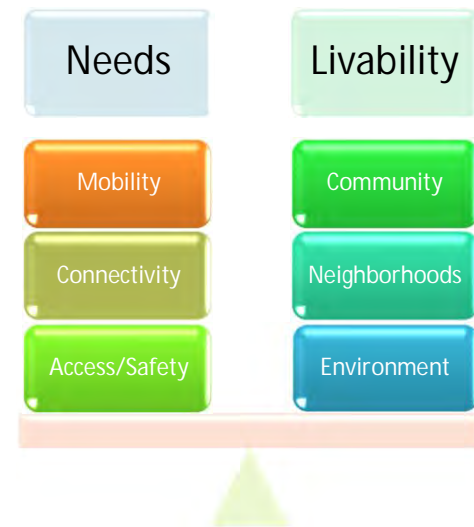 Needs
Livability
Mobility
Community
Connectivity
Neighborhoods
Access/Safety
Environment